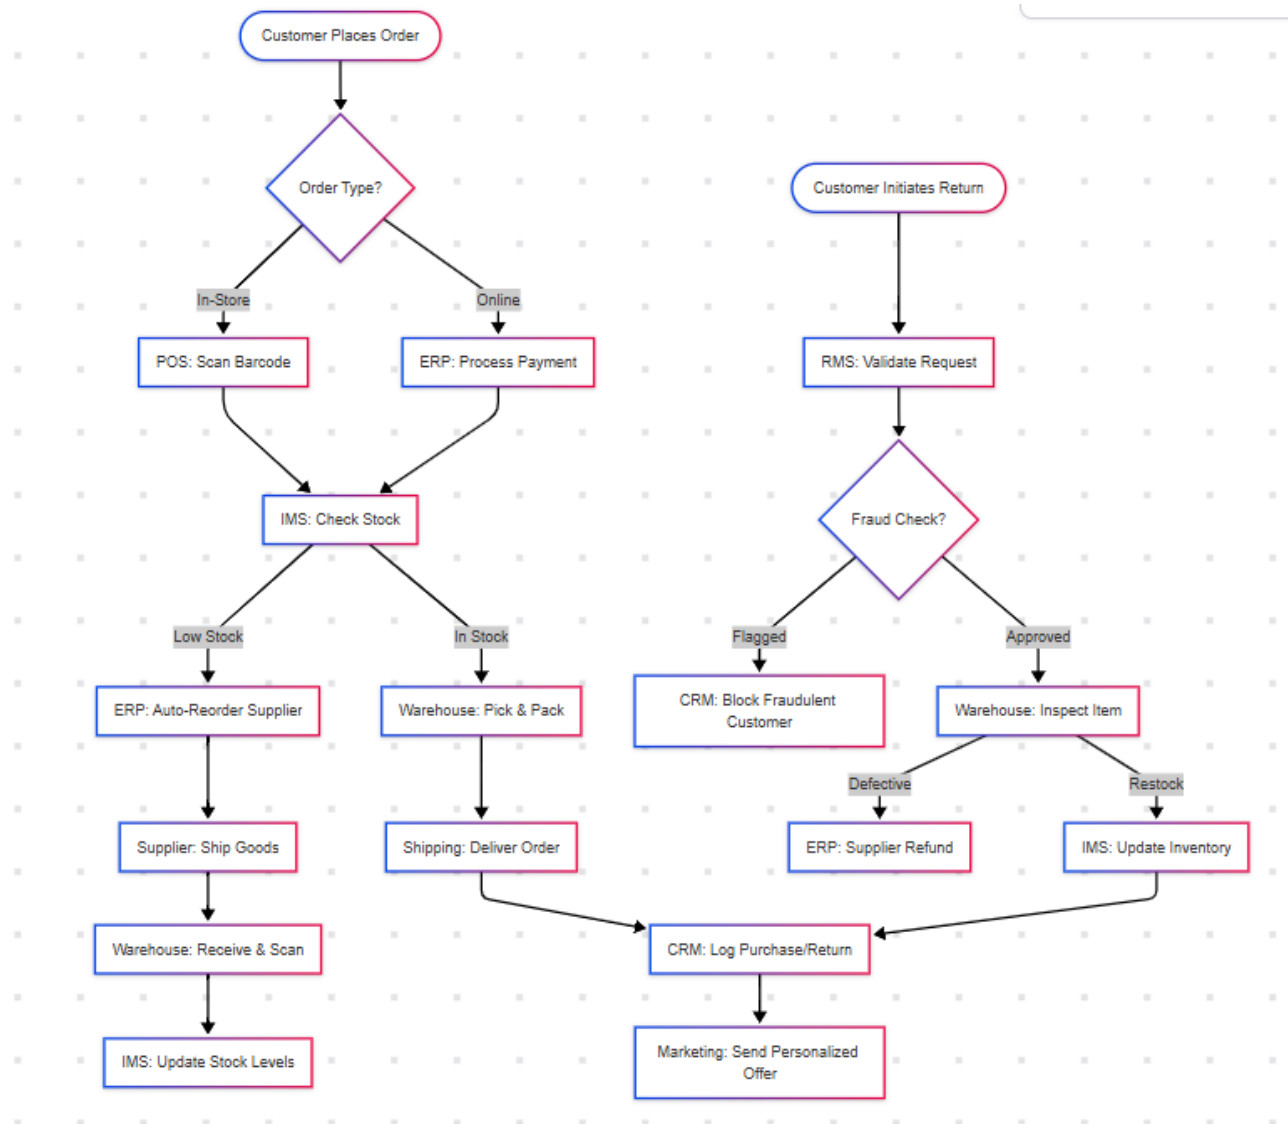 Customer Places Order
Order Type?
Customer Initiates Return
In-Store
Online
POS: Scan Barcode
ERP: Process Payment
RMS: Validate Request
IMS: Check Stock
Fraud Check?
Low Stock
In Stock
Flagged
Approved
ERP: Auto-Reorder Supplier
Warehouse: Pick & Pack
CRM: Block Fraudulent
Customer
Warehouse: Inspect Item
Defective
Restock
Supplier: Ship Goods
Shipping: Deliver Order
ERP: Supplier Refund
IMS: Update Inventory
Warehouse: Receive & Scan
CRM: Log Purchase/Return
IMS: Update Stock Levels
Marketing: Send Personalized
Offer